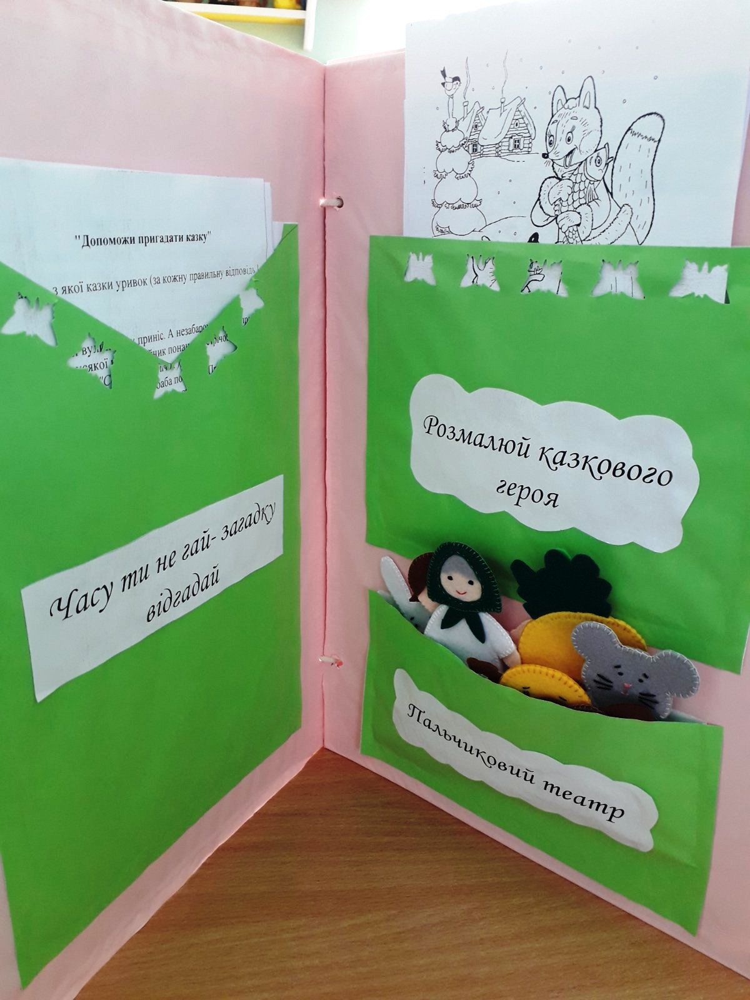 "Допоможи пригадати казку"
з якої казки уривок (за кожну правильну відповідь
приніс. А
Часу ти не гай- загадку
відгадай
Розмалюй казкового
героя
Пальчиковий театр